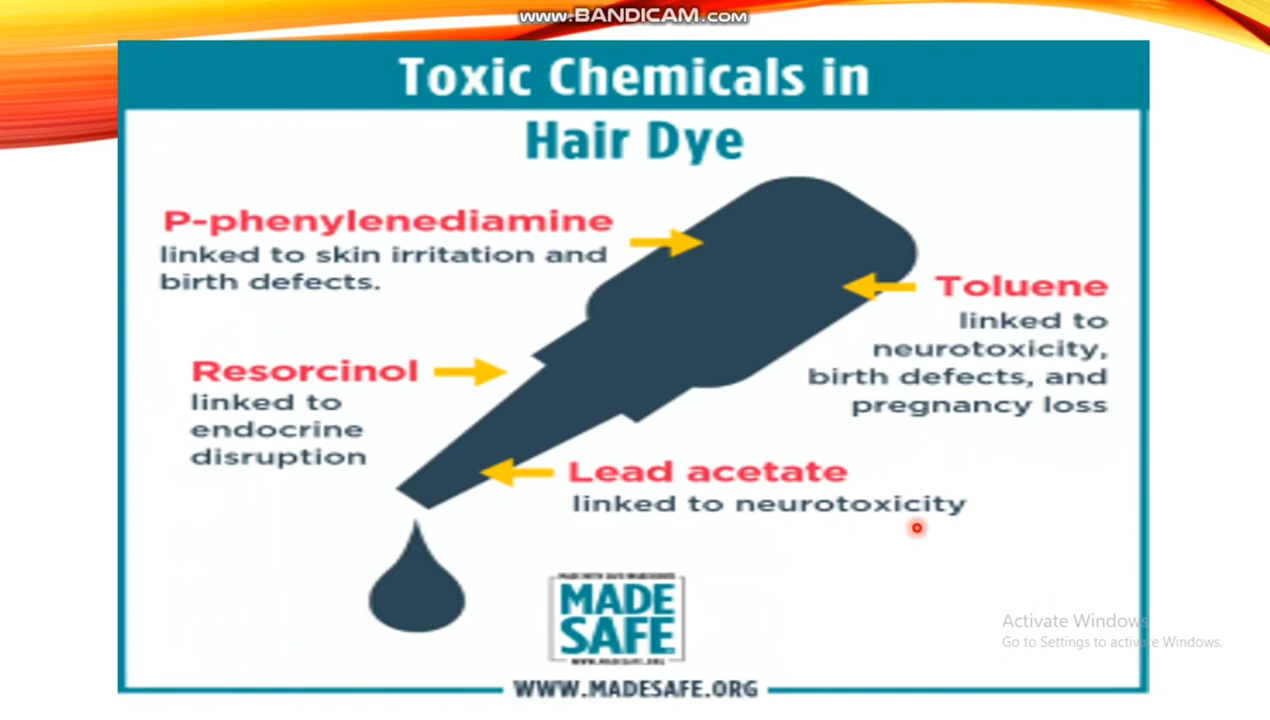 www.BANDICAM.com
Toxic Chemicals in
Hair Dye
P-phenylenediamine
linked to skin irritation and
birth defects.
Toluene
linked to
neurotoxicity,
birth defects, and
pregnancy loss
Resorcinol
linked to
endocrine
disruption
Lead acetate
linked to neurotoxicity
MADE
SAFE
Activate Windows
Go to Settings to activate Windows.
WWW.MADESAFE.ORG